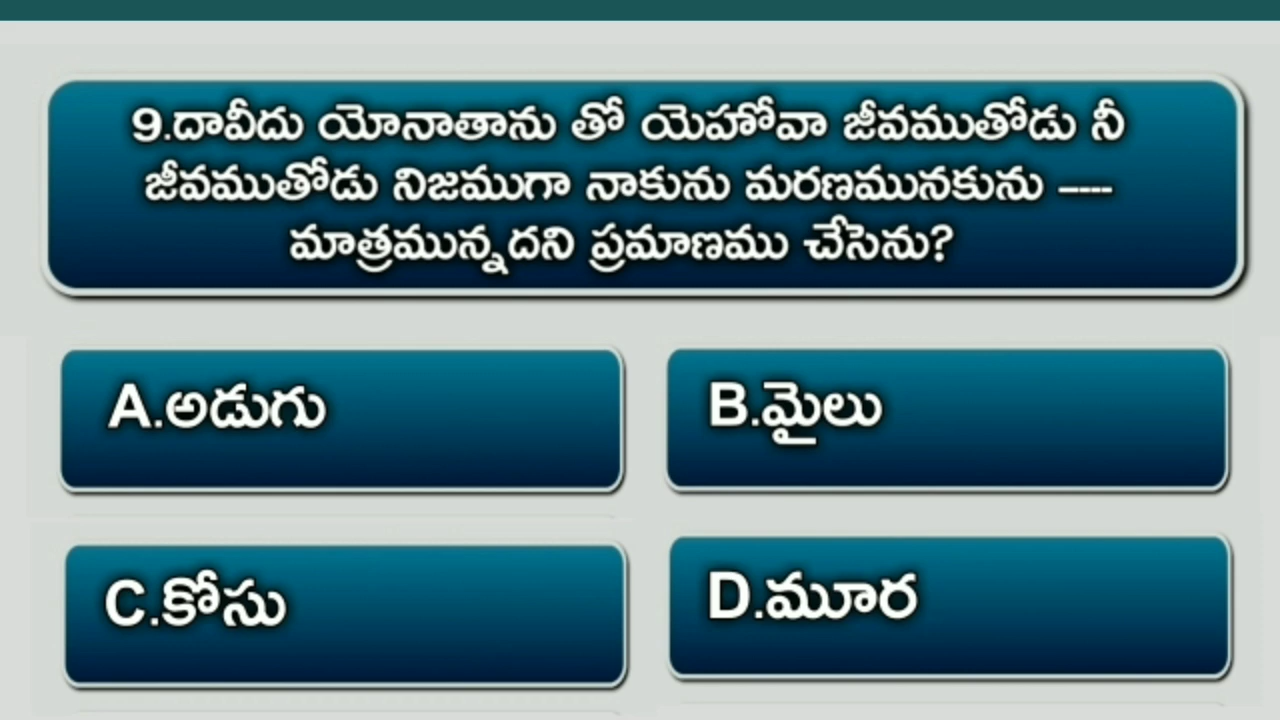 9.దావీదు యోనాతాను తో యెహోవా జీవముతోడు నీ
జీవముతోడు నిజముగా నాకును మరణమునకును –---
మాత్రమున్నదని ప్రమాణము చేసెను?
A.అడుగు
B.మైలు
C.కోసు
D.మూర